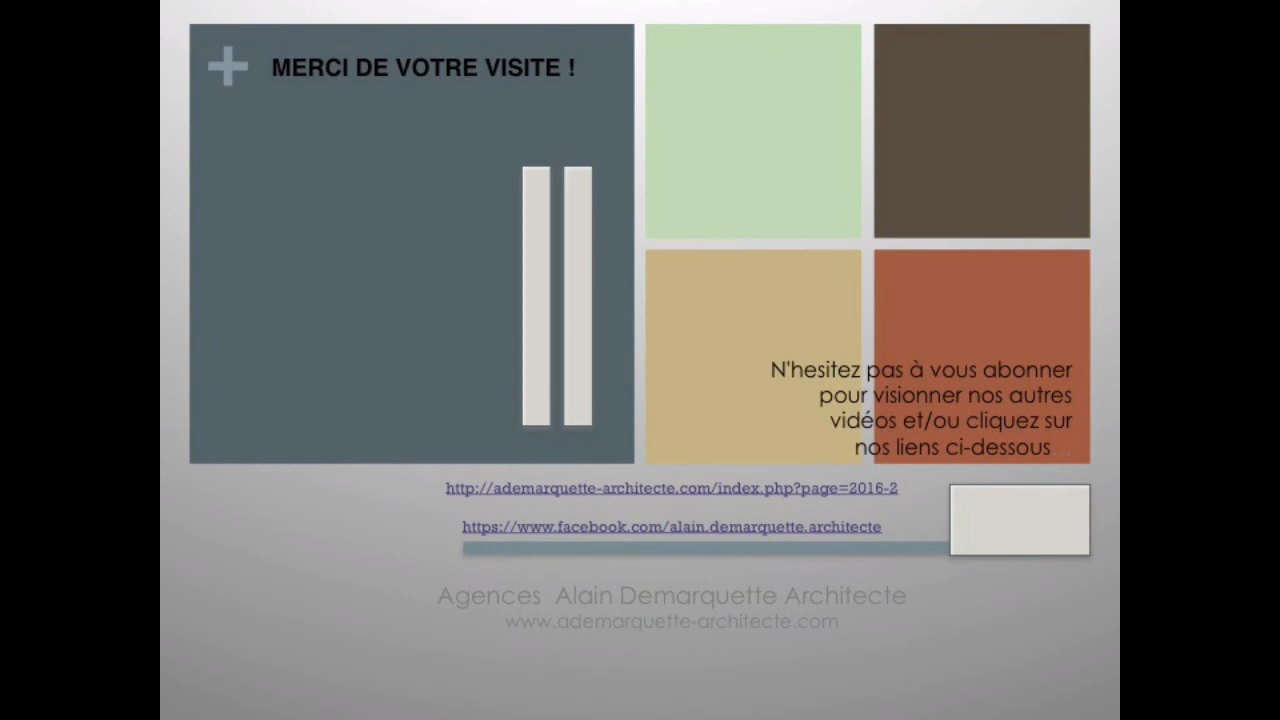 MERCI DE VOTRE VISITE !
N'hesitez pas à vous abonner
pour visionner nos autres
vidéos et/ou cliquez sur
nos liens ci-dessous...
http://ademarquette-architecte.com/index.php?page=2016-2
https://www.facebook.com/alain.demarquette.architecte
Agences Alain Demarquette Architecte
www.ademarquette-architecte.com